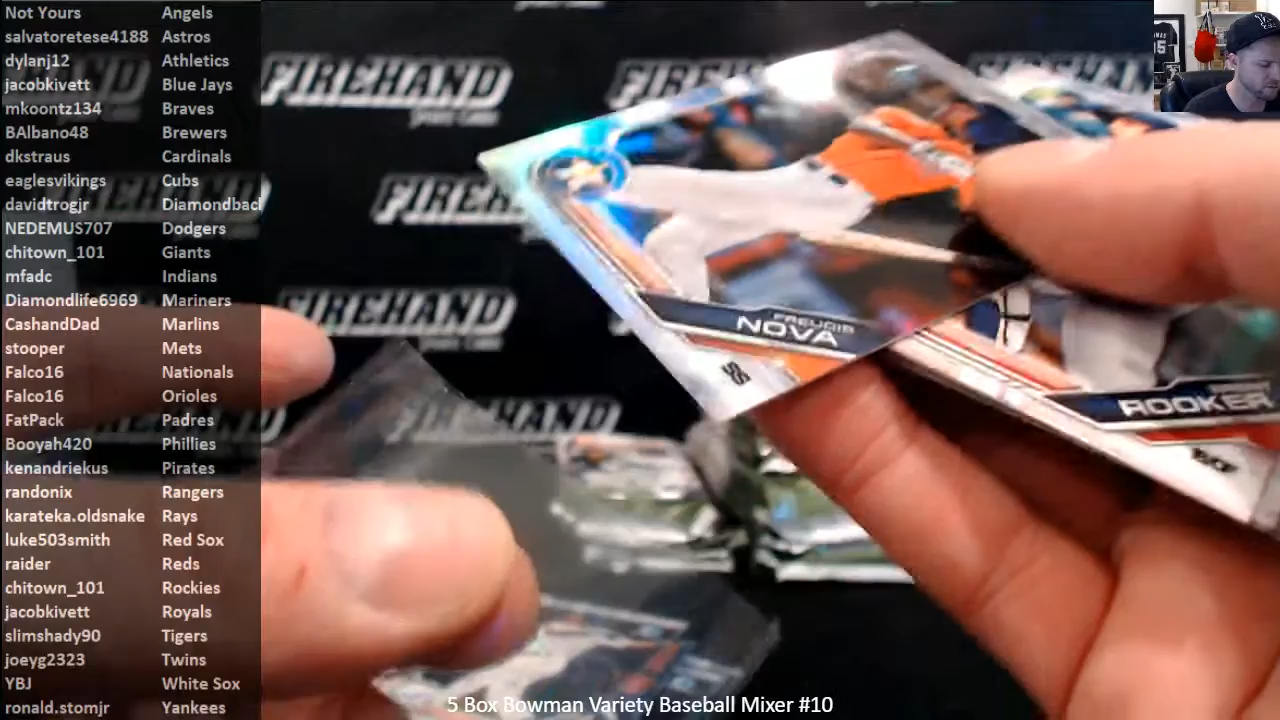 Not Yours Angels
salvatoretese4188 Astros
dylanj12 Athletics
jacobkivett Blue Jays
mkoontz134 Braves
BAlbano48 Brewers
dkstraus Cardinals
eaglesvikings Cubs
davidtrogjr Diamondback
NEDEMUS707 Dodgers
chitown_101 Giants
mfadc Indians
Diamondlife6969 Mariners
CashandDad Marlins
stooper Mets
Falco16 Nationals
Falco16 Orioles
FatPack Padres
Booyah420 Phillies
kenandriekus Pirates
randonix Rangers
karateka.oldsnake Rays
luke503smith Red Sox
raider Reds
chitown_101 Rockies
jacobkivett Royals
slimshady90 Tigers
joeyg2323 Twins
YBJ White Sox
ronald.stomjr Yankees
FIREHAND
FIREHAND
FIREHAND
FREUDIS
NOVA
SS
ROOKER
5 Box Bowman Variety Baseball Mixer #10